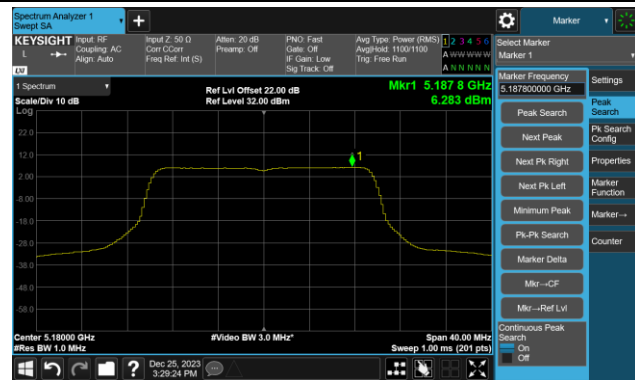 Spectrum Analyzer 1
Swept SA
Marker
KEYSIGHT
L
LXI
Input: RF
Coupling: AC
Align: Auto
Input Z: 50 Ω
Corr CCorr
Freq Ref: Int (S)
Atten: 20 dB
Preamp: Off
PNO: Fast
Gate: Off
IF Gain: Low
Sig Track: Off
Avg Type: Power (RMS)
Avg|Hold: 1100/1100
Trig: Free Run
1 2 3 4 5 6
A W W W W W
A N N N N N
Select Marker
Marker 1
1 Spectrum
Scale/Div 10 dB
Log
Ref Lvl Offset 22.00 dB
Ref Level 32.00 dBm
Mkr1 5.187 8 GHz
6.283 dBm
22.0
12.0
2.00
-8.00
-18.0
-28.0
-38.0
-48.0
-58.0
1
Center 5.18000 GHz
#Res BW 1.0 MHz
#Video BW 3.0 MHz*
Span 40.00 MHz
Sweep 1.00 ms (201 pts)
Marker Frequency
5.187800000 GHz
Peak Search
Next Peak
Next Pk Right
Next Pk Left
Minimum Peak
Pk-Pk Search
Marker Delta
Mkr→CF
Mkr→Ref Lvl
Continuous Peak
Search
On
Off
Settings
Peak
Search
Pk Search
Config
Properties
Marker
Function
Marker→
Counter
?
Dec 25, 2023
3:29:24 PM